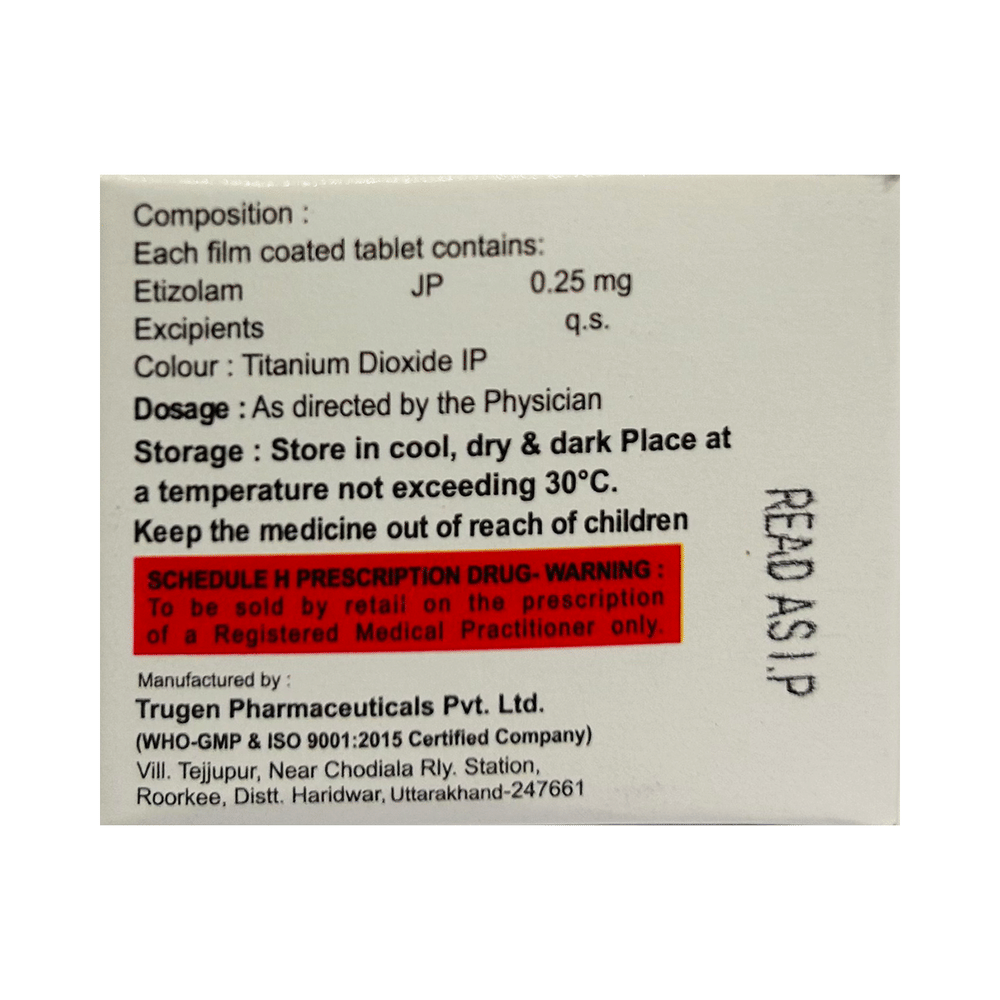 Composition :
Each film coated tablet contains:
Etizolam JP 0.25 mg
Excipients q.s.
Colour : Titanium Dioxide IP
Dosage : As directed by the Physician
Storage : Store in cool, dry & dark Place at
a temperature not exceeding 30°C.
Keep the medicine out of reach of children
SCHEDULE H PRESCRIPTION DRUG- WARNING :
To be sold by retail on the prescription
of a Registered Medical Practitioner only.
Manufactured by :
Trugen Pharmaceuticals Pvt. Ltd.
(WHO-GMP & ISO 9001:2015 Certified Company)
Vill. Tejjupur, Near Chodiala Rly. Station,
Roorkee, Distt. Haridwar, Uttarakhand-247661
READ AS I.P